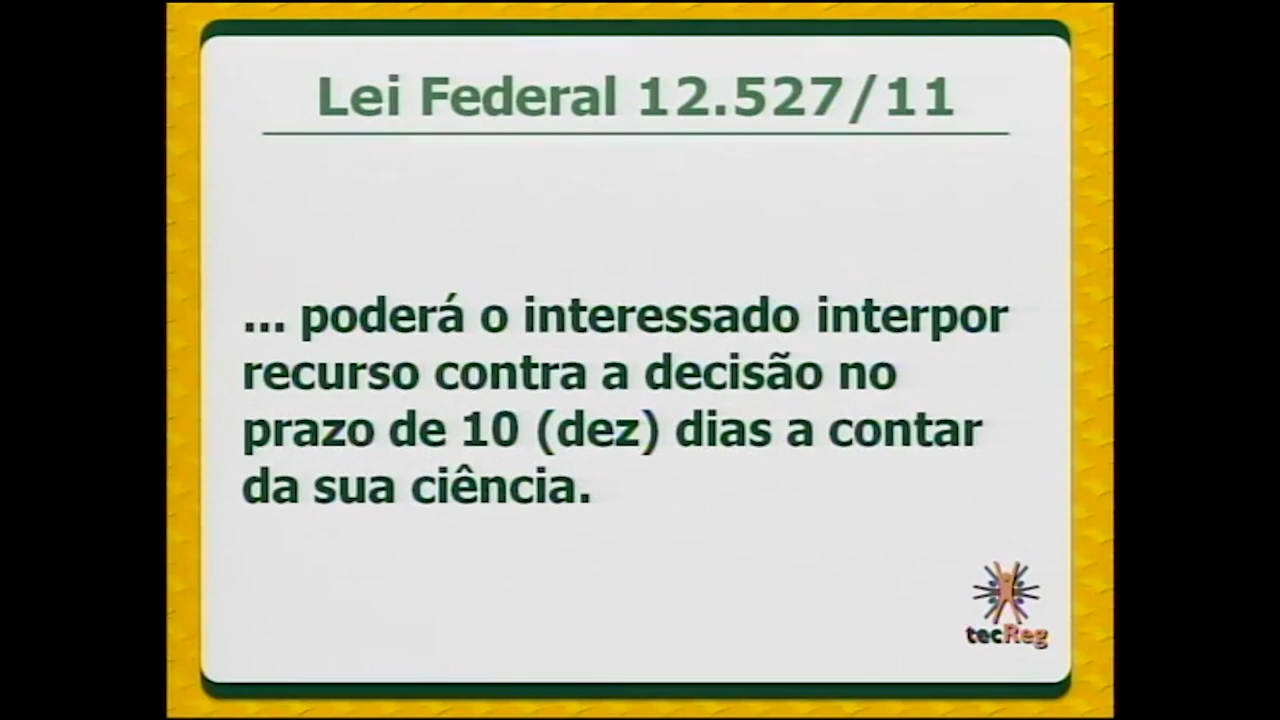 Lei Federal 12.527/11
... poderá o interessado interpor
recurso contra a decisão no
prazo de 10 (dez) dias a contar
da sua ciência.
tecReg